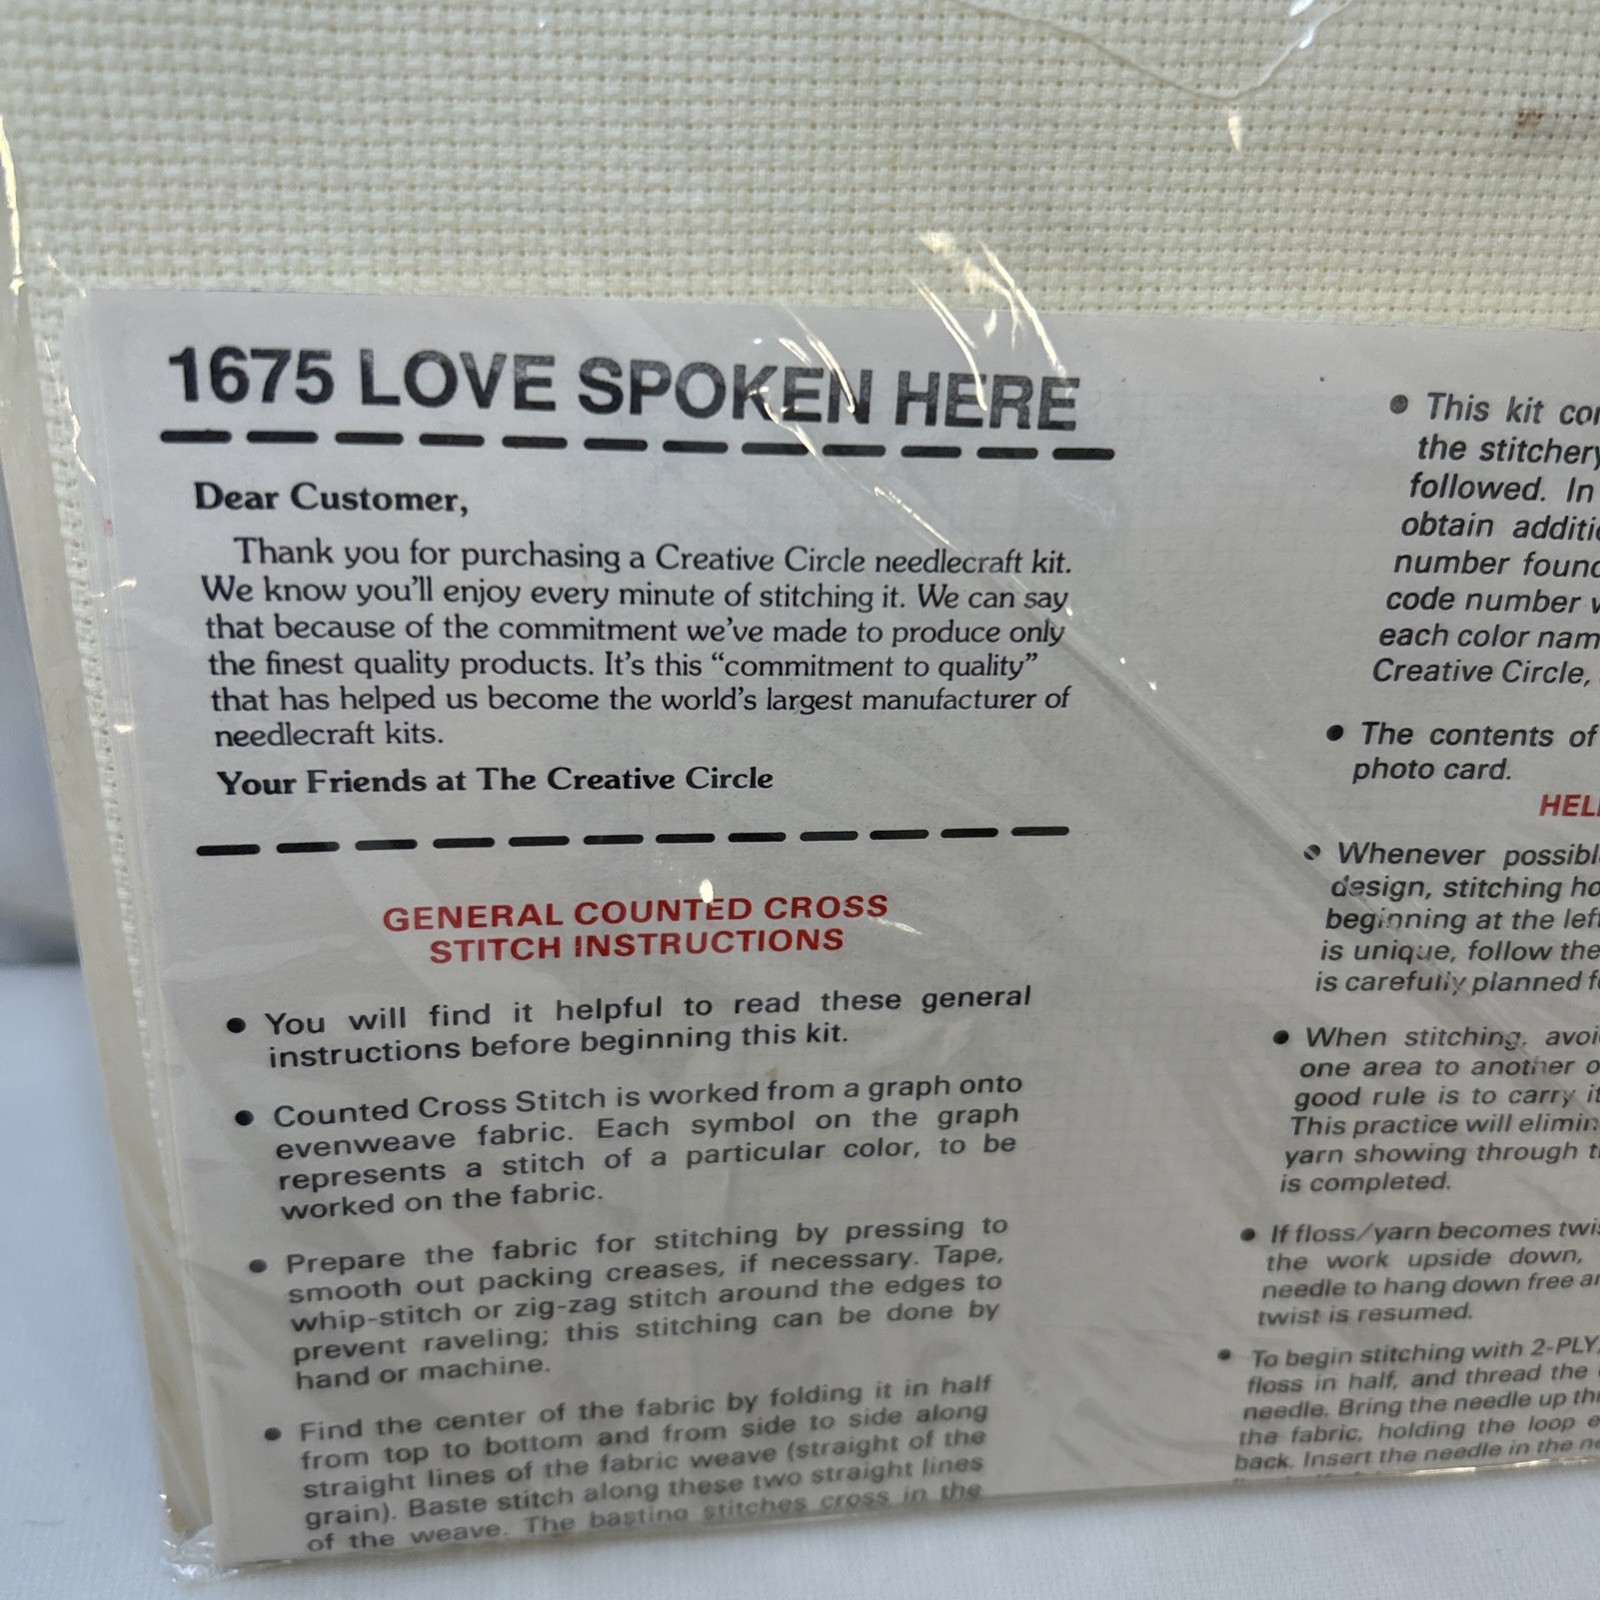 1675 LOVE SPOKEN HERE
Dear Customer,
Thank you for purchasing a Creative Circle needlecraft kit.
We know you'll enjoy every minute of stitching it. We can say
that because of the commitment we've made to produce only
the finest quality products. It's this “commitment to quality”
that has helped us become the world's largest manufacturer of
needlecraft kits.
Your Friends at The Creative Circle
GENERAL COUNTED CROSS
STITCH INSTRUCTIONS
● You will find it helpful to read these general
instructions before beginning this kit.
● Counted Cross Stitch is worked from a graph onto
evenweave fabric. Each symbol on the graph
represents a stitch of a particular color, to be
worked on the fabric.
● Prepare the fabric for stitching by pressing to
smooth out packing creases, if necessary. Tape,
whip-stitch or zig-zag stitch around the edges to
prevent raveling; this stitching can be done by
hand or machine.
● Find the center of the fabric by folding it in half
from top to bottom and from side to side along
straight lines of the fabric weave (straight of the
grain). Baste stitch along these two straight lines
of the weave. The basting stitches cross in the
● This kit
the stitchery
followed. In
obtain
number
code number
each color
Creative Circle,
● The contents of
photo card.
● Whenever
design, stitching
beginning at the left
is unique, follow the
is carefully planned
● When stitching,
one area to another
good rule is to carry
This practice will
yarn showing through
is completed.
● If floss/yarn becomes
the work upside down,
needle to hang down free
twist is resumed.
● To begin stitching with 2-PLY,
floss in half, and thread the
needle. Bring the needle up
the fabric, holding the loop
back. Insert the needle in the